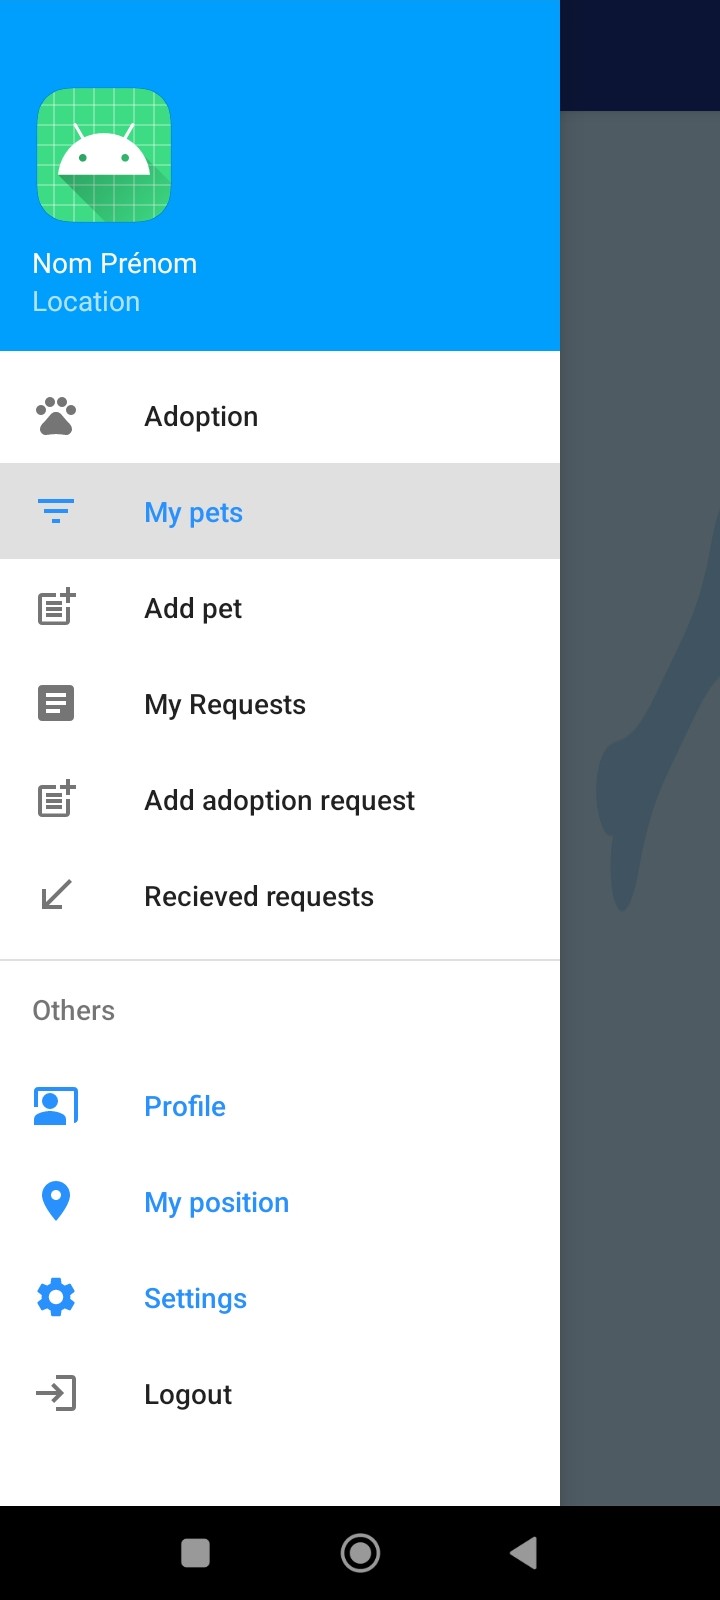 Nom Prénom
Location
Adoption
My pets
Add pet
My Requests
Add adoption request
Recieved requests
Others
Profile
My position
Settings
Logout